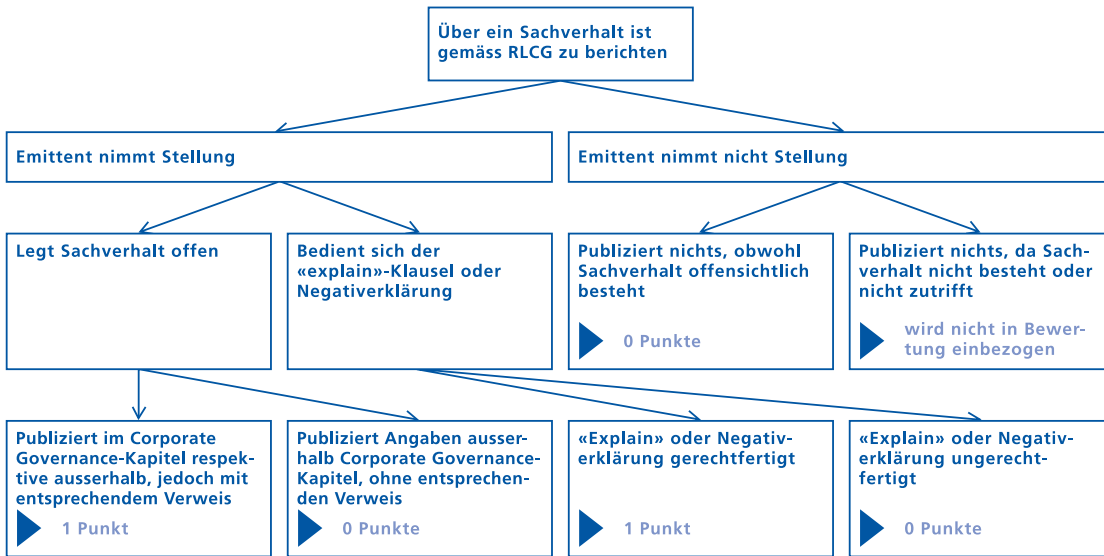 Über ein Sachverhalt ist
gemäss RLCG zu berichten
Emittent nimmt Stellung
Emittent nimmt nicht Stellung
Legt Sachverhalt offen
Bedient sich der
«explain»-Klausel oder
Negativerklärung
Publiziert nichts, obwohl
Sachverhalt offensichtlich
besteht
0 Punkte
Publiziert nichts, da Sach-
verhalt nicht besteht oder
nicht zutrifft
wird nicht in Bewer-
tung einbezogen
Publiziert im Corporate
Governance-Kapitel respek-
tive ausserhalb, jedoch mit
entsprechendem Verweis
1 Punkt
Publiziert Angaben ausser-
halb Corporate Governance-
Kapitel, ohne entsprechen-
den Verweis
0 Punkte
«Explain» oder Negativ-
erklärung gerechtfertigt
1 Punkt
«Explain» oder Negativ-
erklärung ungerecht-
fertigt
0 Punkte